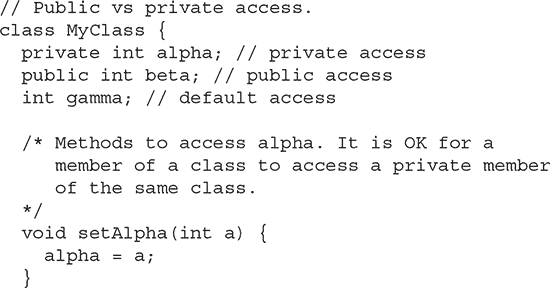 // Public vs private access.
class MyClass {
  private int alpha; // private access
  public int beta; // public access
  int gamma; // default access

  /* Methods to access alpha. It is OK for a
     member of a class to access a private member
     of the same class.
  */
  void setAlpha(int a) {
    alpha = a;
  }